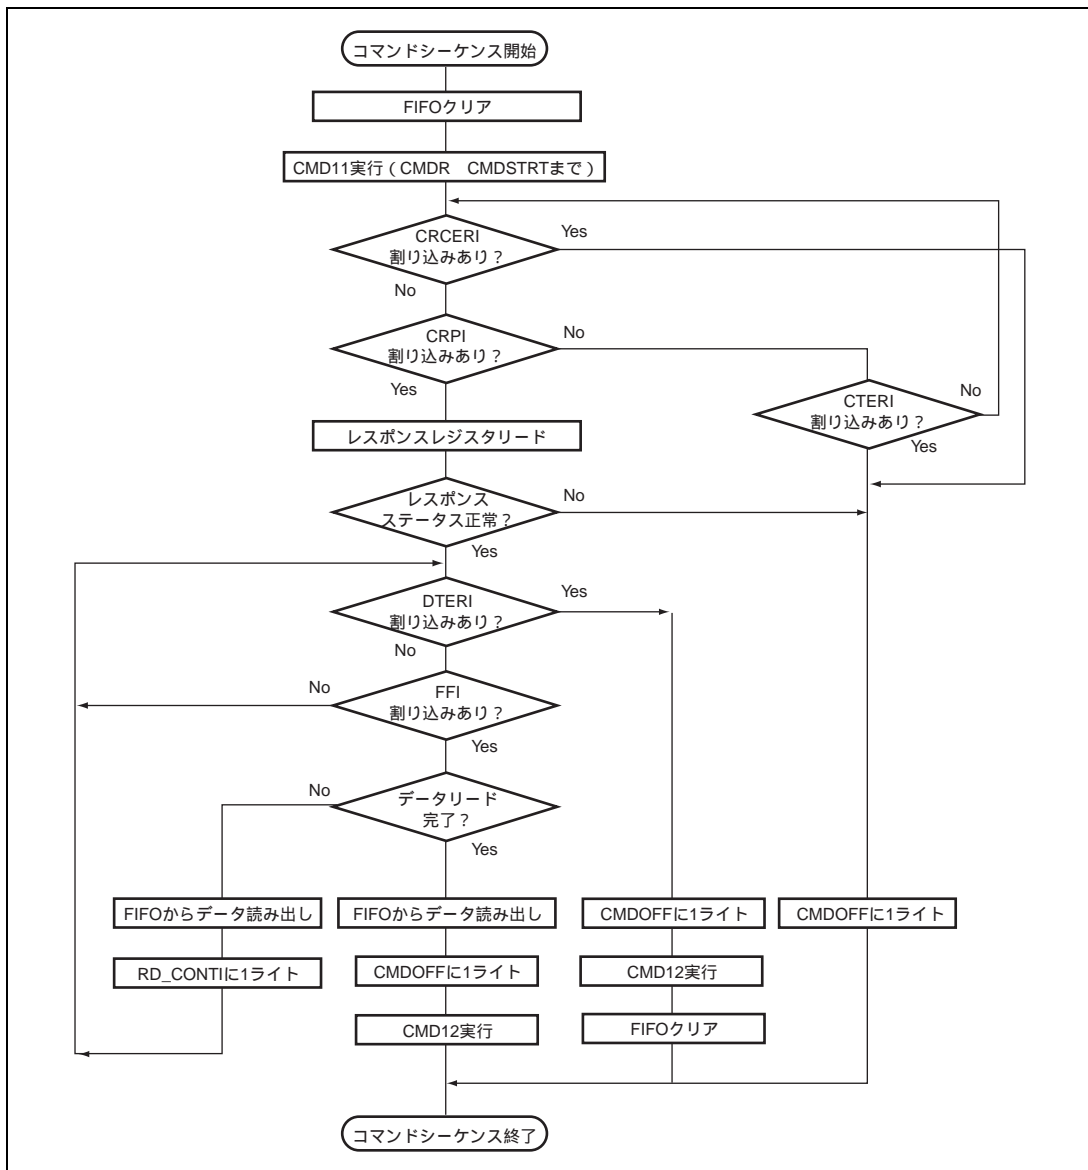 コマンドシーケンス開始
FIFOクリア
CMD11実行（CMDR　CMDSTRTまで）
CRCERI
割り込みあり？
Yes
No
CRPI
割り込みあり？
No
Yes
CTERI
割り込みあり？
No
Yes
レスポンスレジスタリード
レスポンス
ステータス正常？
No
Yes
DTERI
割り込みあり？
Yes
No
FFI
割り込みあり？
No
Yes
データリード
完了？
No
Yes
FIFOからデータ読み出し
FIFOからデータ読み出し
CMDOFFに1ライト
CMDOFFに1ライト
RD_CONTIに1ライト
CMDOFFに1ライト
CMD12実行
CMD12実行
FIFOクリア
コマンドシーケンス終了